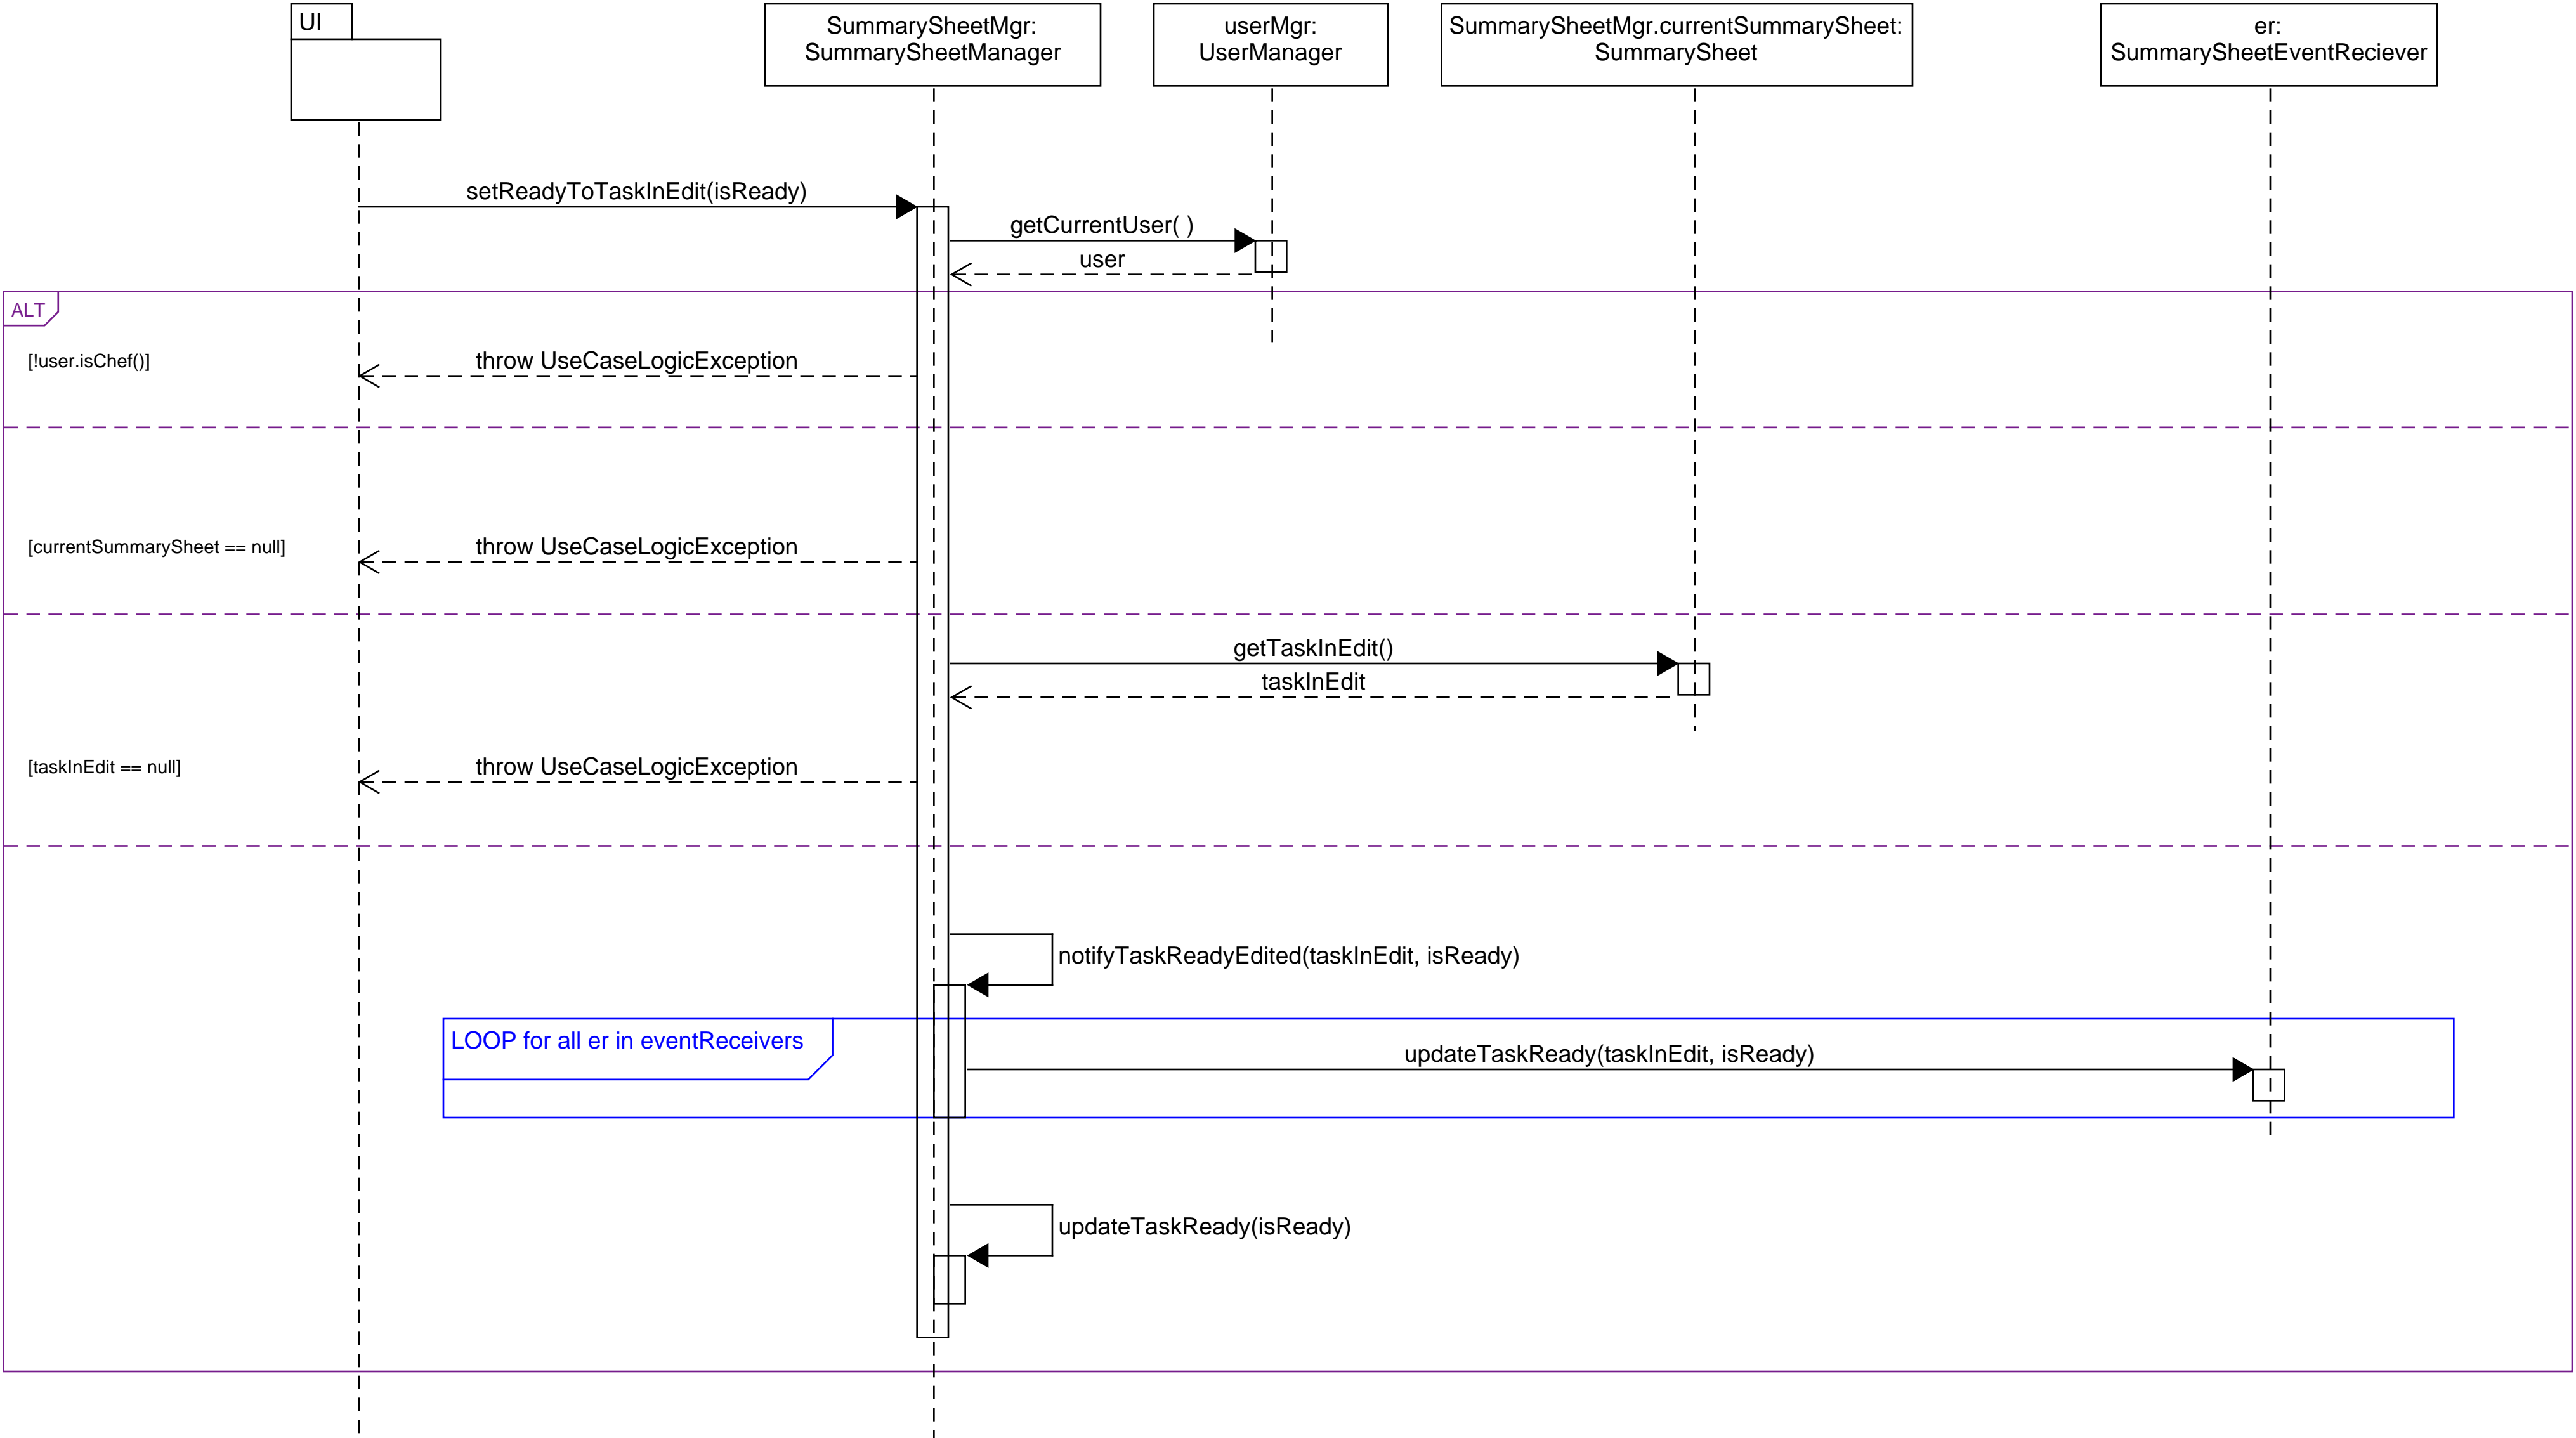 UI
SummarySheetMgr:
SummarySheetManager
userMgr:
UserManager
SummarySheetMgr.currentSummarySheet:
SummarySheet
er:
SummarySheetEventReciever
setReadyToTaskInEdit(isReady)
getCurrentUser( )
user
ALT
[!user.isChef()]
throw UseCaseLogicException
[currentSummarySheet == null]
throw UseCaseLogicException
getTaskInEdit()
taskInEdit
[taskInEdit == null]
throw UseCaseLogicException
notifyTaskReadyEdited(taskInEdit, isReady)
LOOP for all er in eventReceivers
updateTaskReady(taskInEdit, isReady)
updateTaskReady(isReady)